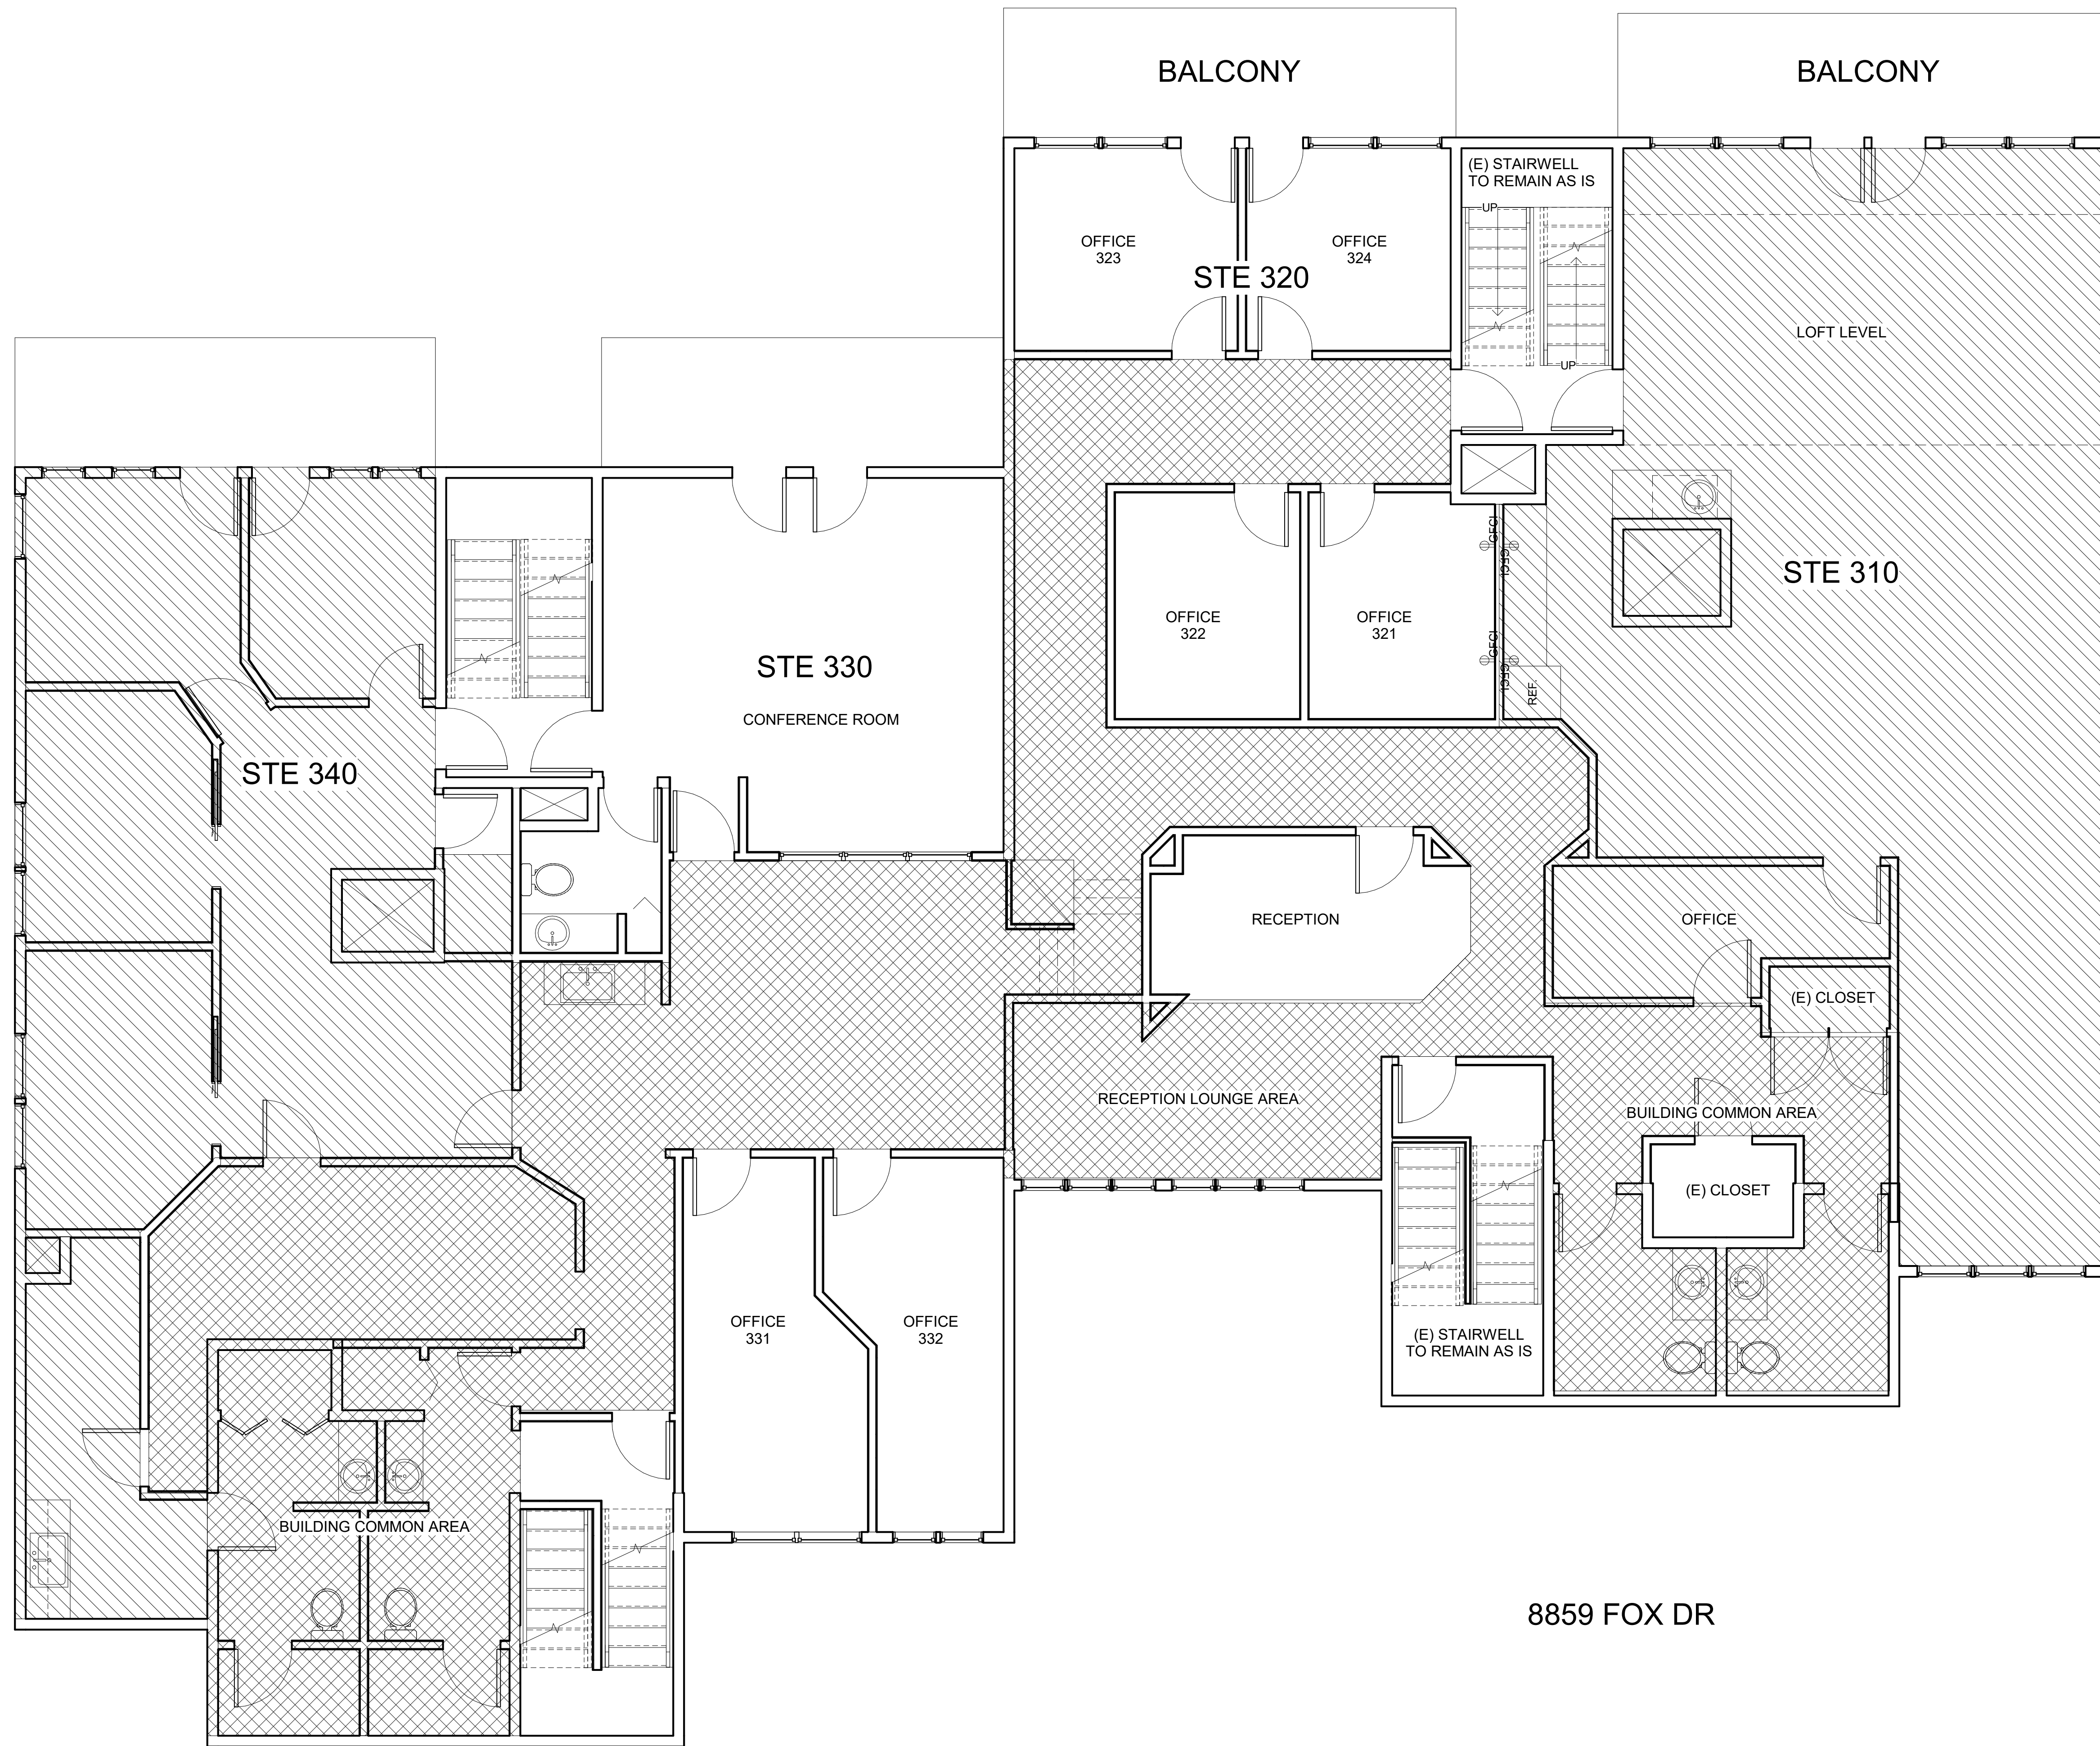 BALCONY
BALCONY
(E) STAIRWELL
TO REMAIN AS IS
UP
OFFICE
323
OFFICE
324
STE 320
LOFT LEVEL
UP
GFCI
GFCI
STE 310
OFFICE
322
OFFICE
321
GFCI
GFCI
REF.
STE 330
CONFERENCE ROOM
STE 340
RECEPTION
OFFICE
(E) CLOSET
RECEPTION LOUNGE AREA
BUILDING COMMON AREA
(E) CLOSET
OFFICE
331
OFFICE
332
(E) STAIRWELL
TO REMAIN AS IS
BUILDING COMMON AREA
8859 FOX DR